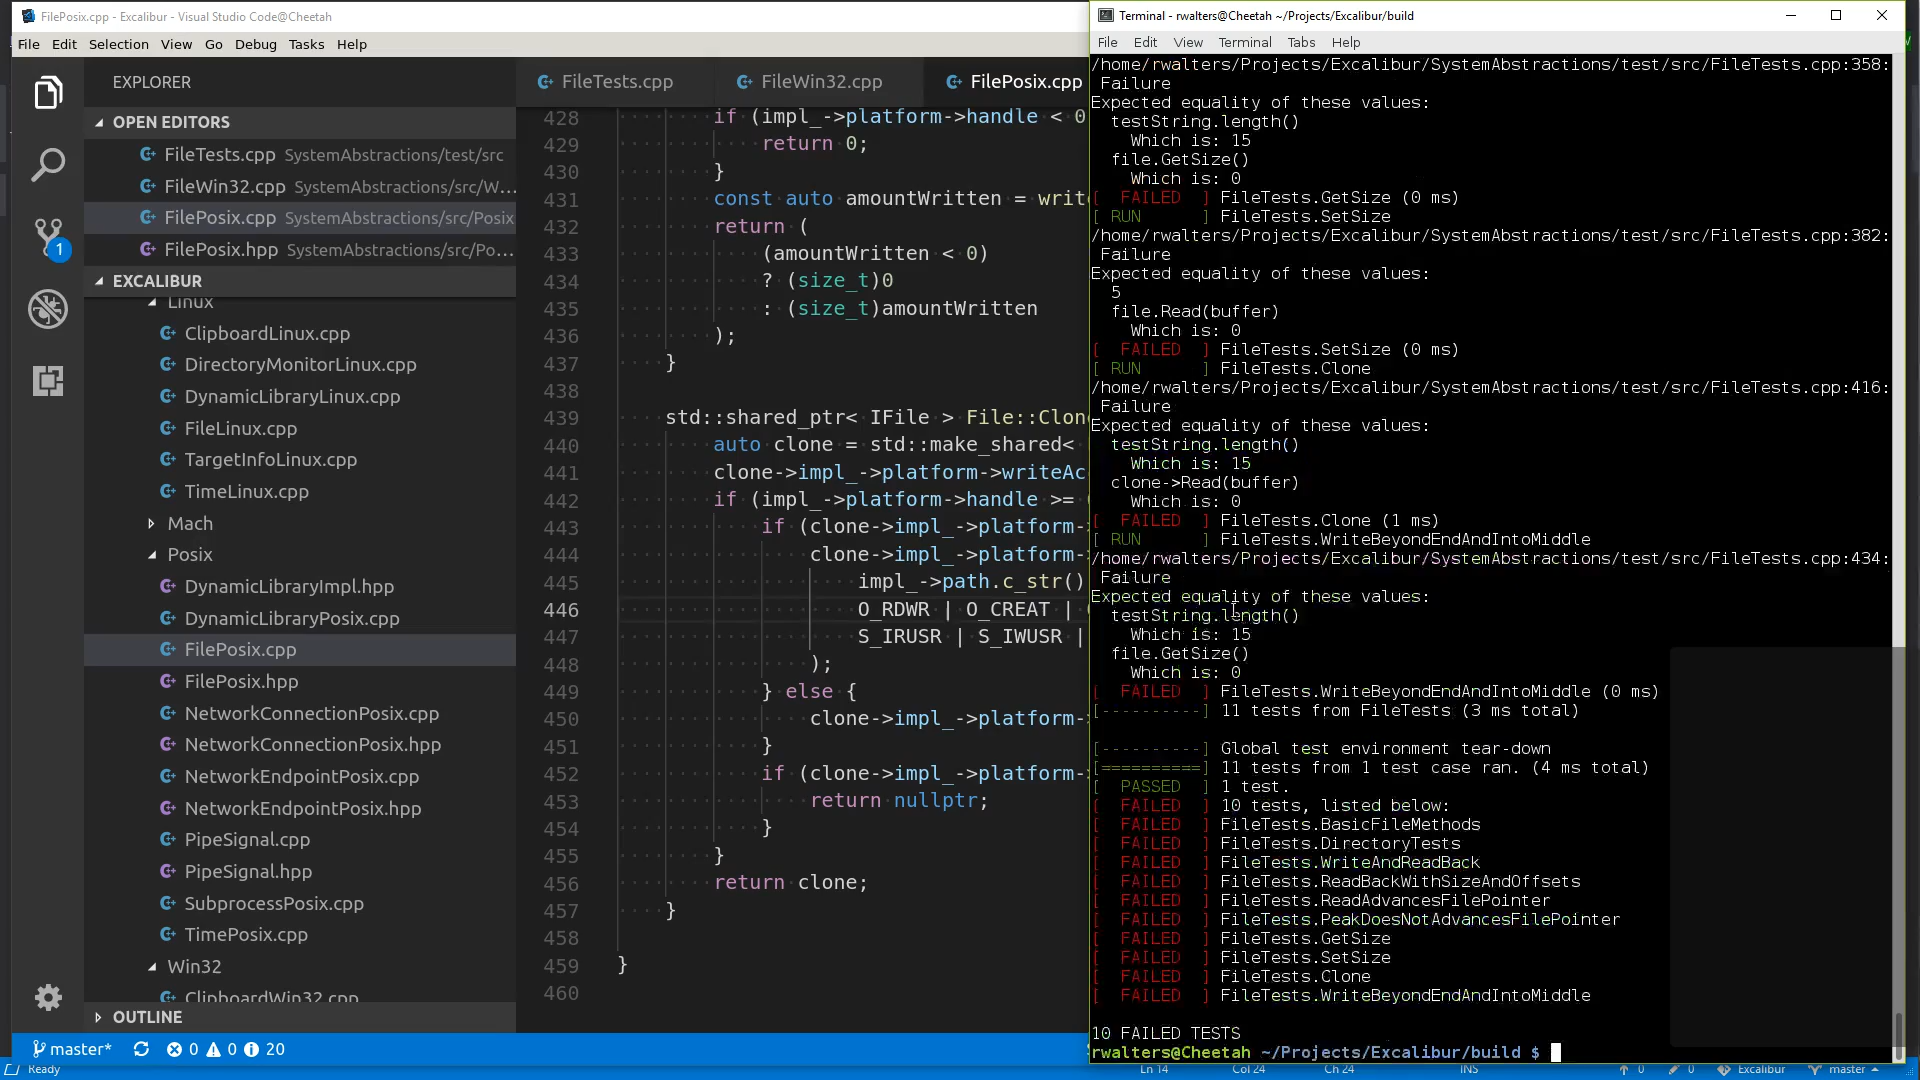 FilePosix.cpp - Excalibur - Visual Studio Code@Cheetah
File Edit Selection View Go Debug Tasks Help
EXPLORER
OPEN EDITORS
FileTests.cpp SystemAbstractions/test/src
FileWin32.cpp SystemAbstractions/src/W...
FilePosix.cpp SystemAbstractions/src/Posix
FilePosix.hpp SystemAbstractions/src/Po...
EXCALIBUR
Linux
ClipboardLinux.cpp
DirectoryMonitorLinux.cpp
DynamicLibraryLinux.cpp
FileLinux.cpp
TargetInfoLinux.cpp
TimeLinux.cpp
Mach
Posix
DynamicLibraryImpl.hpp
DynamicLibraryPosix.cpp
FilePosix.cpp
FilePosix.hpp
NetworkConnectionPosix.cpp
NetworkConnectionPosix.hpp
NetworkEndpointPosix.cpp
NetworkEndpointPosix.hpp
PipeSignal.cpp
PipeSignal.hpp
SubprocessPosix.cpp
TimePosix.cpp
Win32
ClipboardWin32.cpp
OUTLINE
1
FileTests.cpp FileWin32.cpp FilePosix.cpp
428 if (impl_->platform->handle < 0
429 return 0;
430 }
431 const auto amountWritten = writ
432 return (
433 (amountWritten < 0)
434 ? (size_t)0
435 : (size_t)amountWritten
436 );
437 }
438
439 std::shared_ptr< IFile > File::Clon
440 auto clone = std::make_shared<
441 clone->impl_->platform->writeAc
442 if (impl_->platform->handle >=
443 if (clone->impl_->platform-
444 clone->impl_->platform-
445 impl_->path.c_str()
446 O_RDWR | O_CREAT |
447 S_IRUSR | S_IWUSR |
448 );
449 } else {
450 clone->impl_->platform-
451 }
452 if (clone->impl_->platform-
453 return nullptr;
454 }
455 }
456 return clone;
457 }
458
459 }
460
master* 0 0 20
Terminal - rwalters@Cheetah ~/Projects/Excalibur/build
File Edit View Terminal Tabs Help
/home/rwalters/Projects/Excalibur/SystemAbstractions/test/src/FileTests.cpp:358:
Failure
Expected equality of these values:
testString.length()
Which is: 15
file.GetSize()
Which is: 0
[ FAILED ] FileTests.GetSize (0 ms)
[ RUN ] FileTests.SetSize
/home/rwalters/Projects/Excalibur/SystemAbstractions/test/src/FileTests.cpp:382:
Failure
Expected equality of these values:
5
file.Read(buffer)
Which is: 0
[ FAILED ] FileTests.SetSize (0 ms)
[ RUN ] FileTests.Clone
/home/rwalters/Projects/Excalibur/SystemAbstractions/test/src/FileTests.cpp:416:
Failure
Expected equality of these values:
testString.length()
Which is: 15
clone->Read(buffer)
Which is: 0
[ FAILED ] FileTests.Clone (1 ms)
[ RUN ] FileTests.WriteBeyondEndAndIntoMiddle
/home/rwalters/Projects/Excalibur/SystemAbstractions/test/src/FileTests.cpp:434:
Failure
Expected equality of these values:
testString.length()
Which is: 15
file.GetSize()
Which is: 0
[ FAILED ] FileTests.WriteBeyondEndAndIntoMiddle (0 ms)
[----------] 11 tests from FileTests (3 ms total)
[----------] Global test environment tear-down
[==========] 11 tests from 1 test case ran. (4 ms total)
[ PASSED ] 1 test.
[ FAILED ] 10 tests, listed below:
[ FAILED ] FileTests.BasicFileMethods
[ FAILED ] FileTests.DirectoryTests
[ FAILED ] FileTests.WriteAndReadBack
[ FAILED ] FileTests.ReadBackWithSizeAndOffsets
[ FAILED ] FileTests.ReadAdvancesFilePointer
[ FAILED ] FileTests.PeakDoesNotAdvancesFilePointer
[ FAILED ] FileTests.GetSize
[ FAILED ] FileTests.SetSize
[ FAILED ] FileTests.Clone
[ FAILED ] FileTests.WriteBeyondEndAndIntoMiddle
10 FAILED TESTS
rwalters@Cheetah ~/Projects/Excalibur/build $
Ready Ln 14 Col 24 Ch 24 INS 0 0 Excalibur master